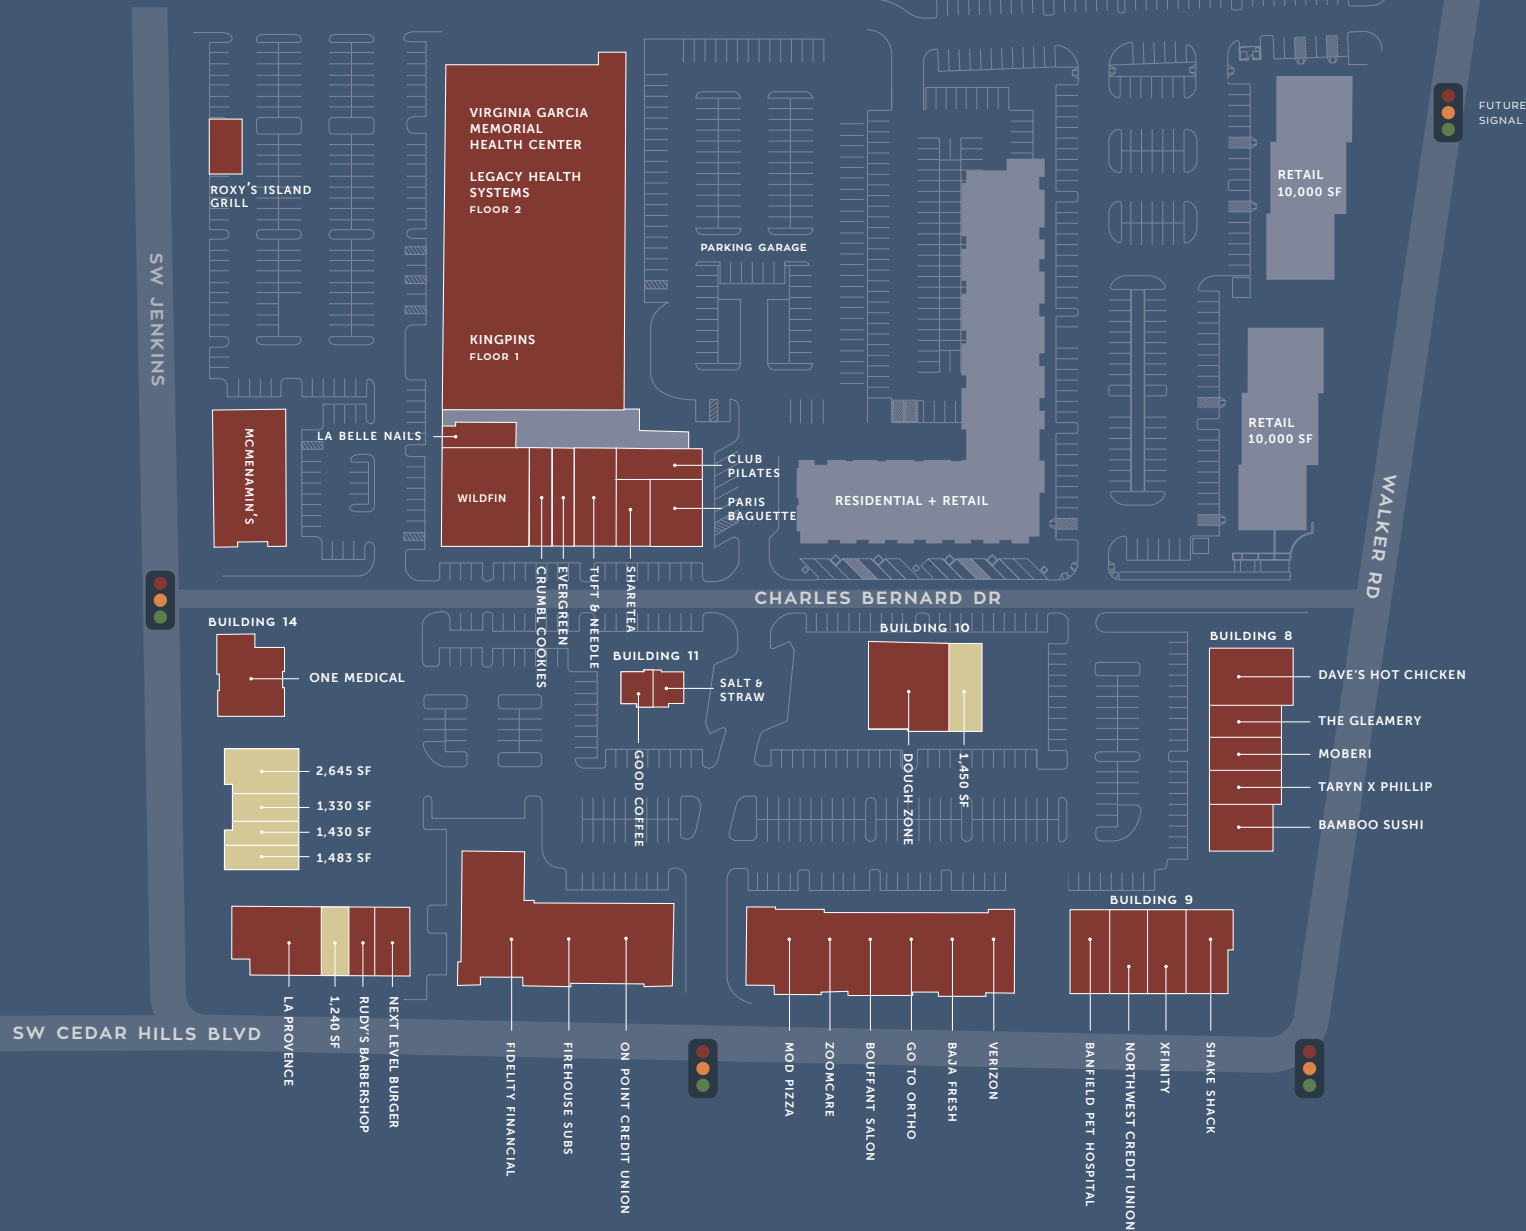 FUTURE
SIGNAL
VIRGINIA GARCIA
MEMORIAL
HEALTH CENTER
LEGACY HEALTH
SYSTEMS
FLOOR 2
KINGPINS
FLOOR 1
ROXY'S ISLAND
GRILL
RETAIL
10,000 SF
PARKING GARAGE
SW JENKINS
MCMENAMIN'S
LA BELLE NAILS
WILDFIN
CLUB
PILATES
PARIS
BAGUETTE
RESIDENTIAL + RETAIL
RETAIL
10,000 SF
WALKER RD
CRUMBL COOKIES
EVERGREEN
TUFT & NEEDLE
SHARETEA
CHARLES BERNARD DR
BUILDING 14
ONE MEDICAL
BUILDING 11
SALT &
STRAW
GOOD COFFEE
BUILDING 10
DOUGH ZONE
1,450 SF
BUILDING 8
DAVE'S HOT CHICKEN
THE GLEAMERY
MOBERI
TARYN X PHILLIP
BAMBOO SUSHI
2,645 SF
1,330 SF
1,430 SF
1,483 SF
BUILDING 9
SW CEDAR HILLS BLVD
LA PROVENCE
1,240 SF
RUDY'S BARBERSHOP
NEXT LEVEL BURGER
FIDELITY FINANCIAL
FIREHOUSE SUBS
ON POINT CREDIT UNION
MOD PIZZA
ZOOMCARE
BOUFFANT SALON
GO TO ORTHO
BAJA FRESH
VERIZON
BANFIELD PET HOSPITAL
NORTHWEST CREDIT UNION
XFINITY
SHAKE SHACK